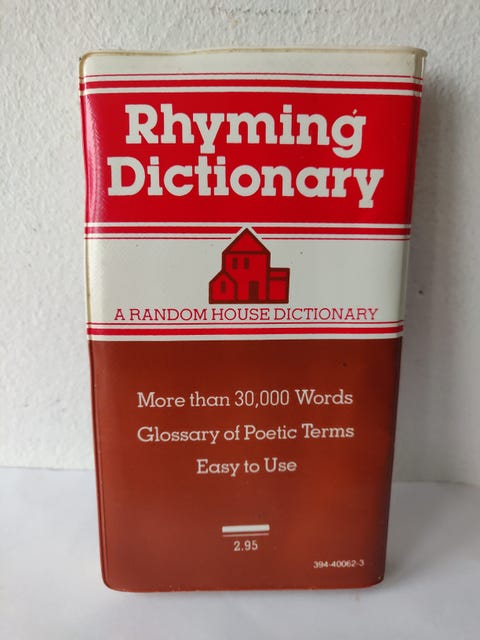 Rhyming
Dictionary
A RANDOM HOUSE DICTIONARY
More than 30,000 Words
Glossary of Poetic Terms
Easy to Use
2.95
394-40062-3